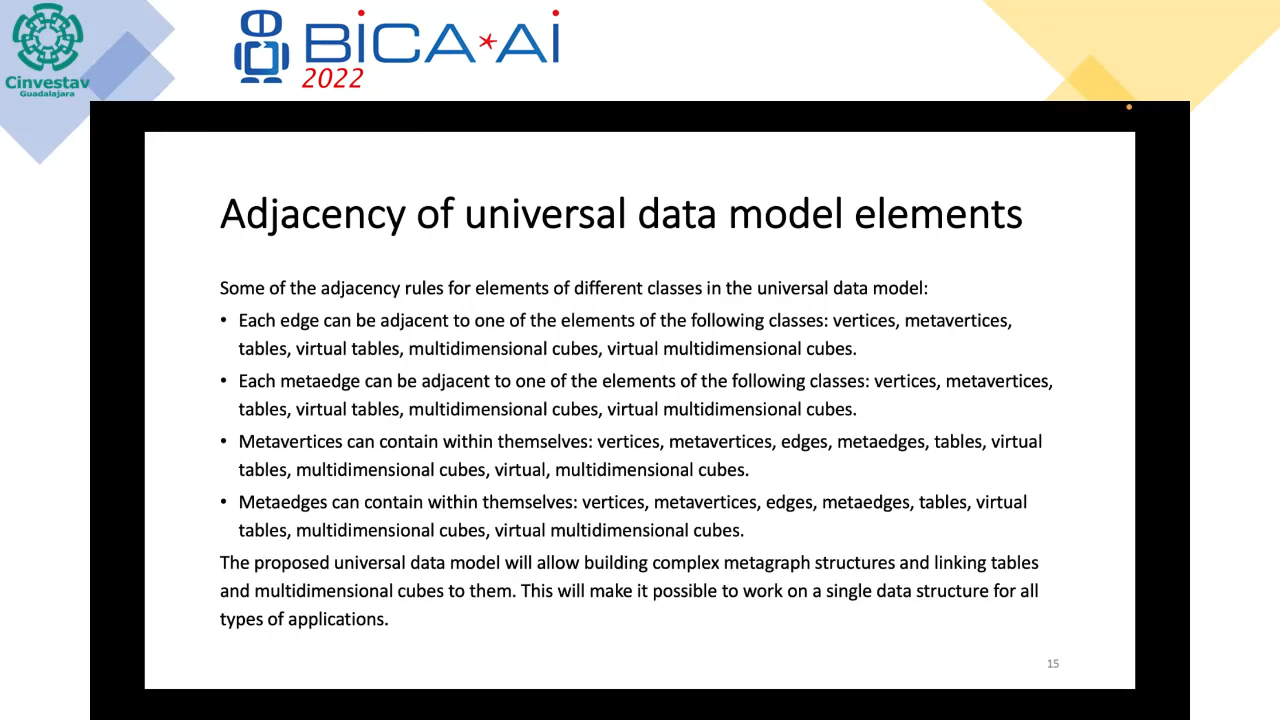 Cinvestav
Guadalajara
BiCA*Ai
2022
Adjacency of universal data model elements
Some of the adjacency rules for elements of different classes in the universal data model:
• Each edge can be adjacent to one of the elements of the following classes: vertices, metavertices,
tables, virtual tables, multidimensional cubes, virtual multidimensional cubes.
• Each metaedge can be adjacent to one of the elements of the following classes: vertices, metavertices,
tables, virtual tables, multidimensional cubes, virtual multidimensional cubes.
• Metavertices can contain within themselves: vertices, metavertices, edges, metaedges, tables, virtual
tables, multidimensional cubes, virtual, multidimensional cubes.
• Metaedges can contain within themselves: vertices, metavertices, edges, metaedges, tables, virtual
tables, multidimensional cubes, virtual multidimensional cubes.
The proposed universal data model will allow building complex metagraph structures and linking tables
and multidimensional cubes to them. This will make it possible to work on a single data structure for all
types of applications.
15